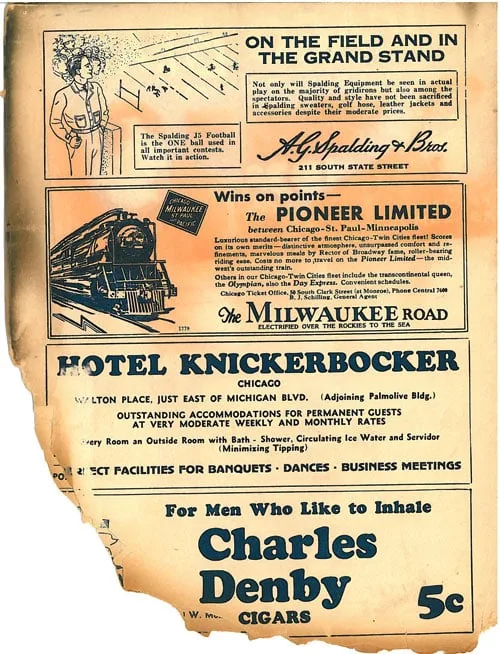 ON THE FIELD AND IN
THE GRAND STAND
Not only will Spalding Equipment be seen in actual
play on the majority of gridirons but also among the
spectators. Quality and style have not been sacrificed
in Spalding sweaters, golf hose, leather jackets and
accessories despite their moderate prices.
The Spalding J5 Football
is the ONE ball used in
all important contests.
Watch it in action.
A.G. Spalding & Bros.
211 SOUTH STATE STREET
CHICAGO
MILWAUKEE
ST. PAUL
AND
PACIFIC
Wins on points—
The PIONEER LIMITED
between Chicago-St. Paul-Minneapolis
Luxurious standard-bearer of the finest Chicago-Twin Cities fleet! Scores
on its own merits—distinctive atmosphere, unsurpassed comfort and re-
finements, marvelous meals by Rector of Broadway fame, roller-bearing
riding ease. Costs no more to travel on the Pioneer Limited—the mid-
west's outstanding train.
Others in our Chicago-Twin Cities fleet include the transcontinental queen,
the Olympian, also the Day Express. Convenient schedules.
Chicago Ticket Office, 50 South Clark Street (at Monroe), Phone Central 7600
B. J. Schilling, General Agent
The MILWAUKEE ROAD
ELECTRIFIED OVER THE ROCKIES TO THE SEA
1770
HOTEL KNICKERBOCKER
CHICAGO
WALTON PLACE, JUST EAST OF MICHIGAN BLVD. (Adjoining Palmolive Bldg.)
OUTSTANDING ACCOMMODATIONS FOR PERMANENT GUESTS
AT VERY MODERATE WEEKLY AND MONTHLY RATES
very Room an Outside Room with Bath - Shower, Circulating Ice Water and Servidor
(Minimizing Tipping)
ECT FACILITIES FOR BANQUETS · DANCES · BUSINESS MEETINGS
For Men Who Like to Inhale
Charles
Denby
CIGARS
5c